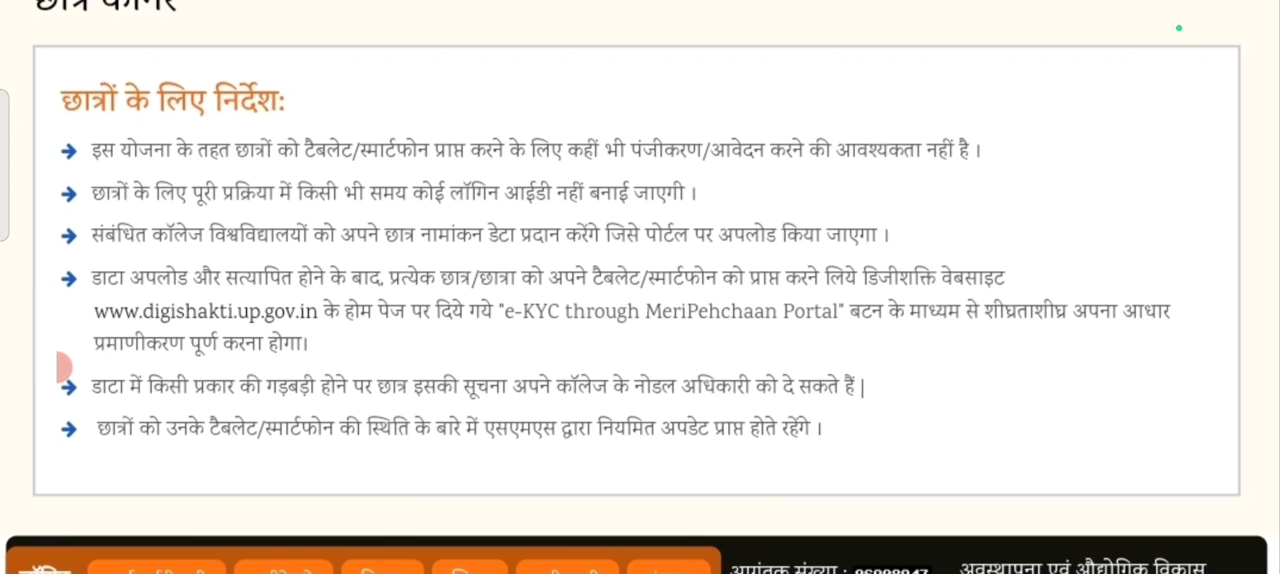 छात्र कॉर्नर
छात्रों के लिए निर्देश:
इस योजना के तहत छात्रों को टैबलेट/स्मार्टफोन प्राप्त करने के लिए कहीं भी पंजीकरण/आवेदन करने की आवश्यकता नहीं है ।
छात्रों के लिए पूरी प्रक्रिया में किसी भी समय कोई लॉगिन आईडी नहीं बनाई जाएगी ।
संबंधित कॉलेज विश्वविद्यालयों को अपने छात्र नामांकन डेटा प्रदान करेंगे जिसे पोर्टल पर अपलोड किया जाएगा ।
डाटा अपलोड और सत्यापित होने के बाद, प्रत्येक छात्र/छात्रा को अपने टैबलेट/स्मार्टफोन को प्राप्त करने लिये डिजीशक्ति वेबसाइट
www.digishakti.up.gov.in के होम पेज पर दिये गये "e-KYC through MeriPehchaan Portal" बटन के माध्यम से शीघ्रताशीघ्र अपना आधार
प्रमाणीकरण पूर्ण करना होगा।
डाटा में किसी प्रकार की गड़बड़ी होने पर छात्र इसकी सूचना अपने कॉलेज के नोडल अधिकारी को दे सकते हैं|
छात्रों को उनके टैबलेट/स्मार्टफोन की स्थिति के बारे में एसएमएस द्वारा नियमित अपडेट प्राप्त होते रहेंगे ।
आगंतुक संख्या : अवस्थापना एवं औद्योगिक विकास